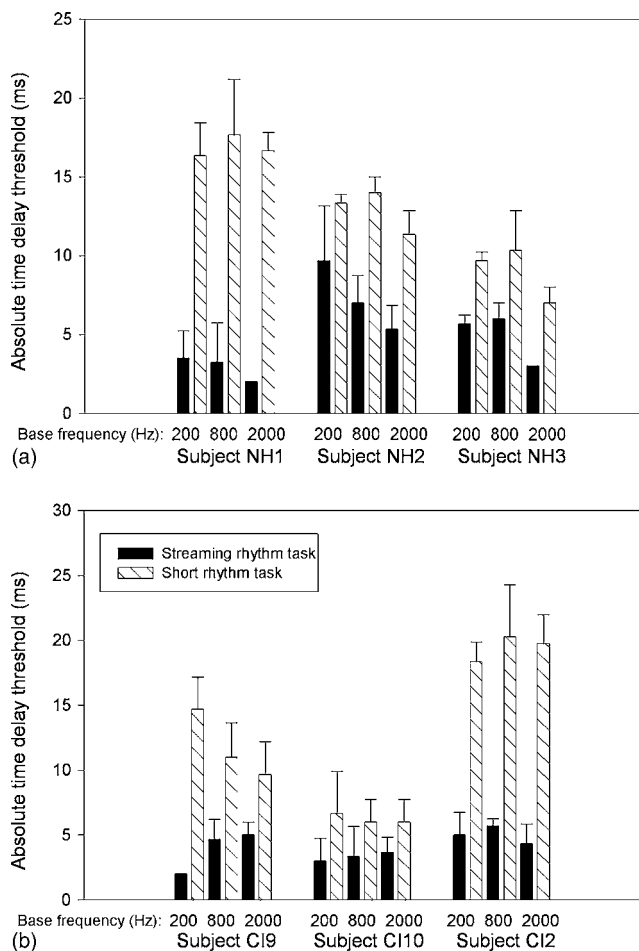 25
20
15
10
5
0
Absolute time delay threshold (ms)
Base frequency (Hz): 200 800 2000 200 800 2000 200 800 2000
(a) Subject NH1 Subject NH2 Subject NH3
30
25
20
15
10
5
0
Absolute time delay threshold (ms)
Streaming rhythm task
Short rhythm task
Base frequency (Hz): 200 800 2000 200 800 2000 200 800 2000
(b) Subject CI9 Subject CI10 Subject CI2